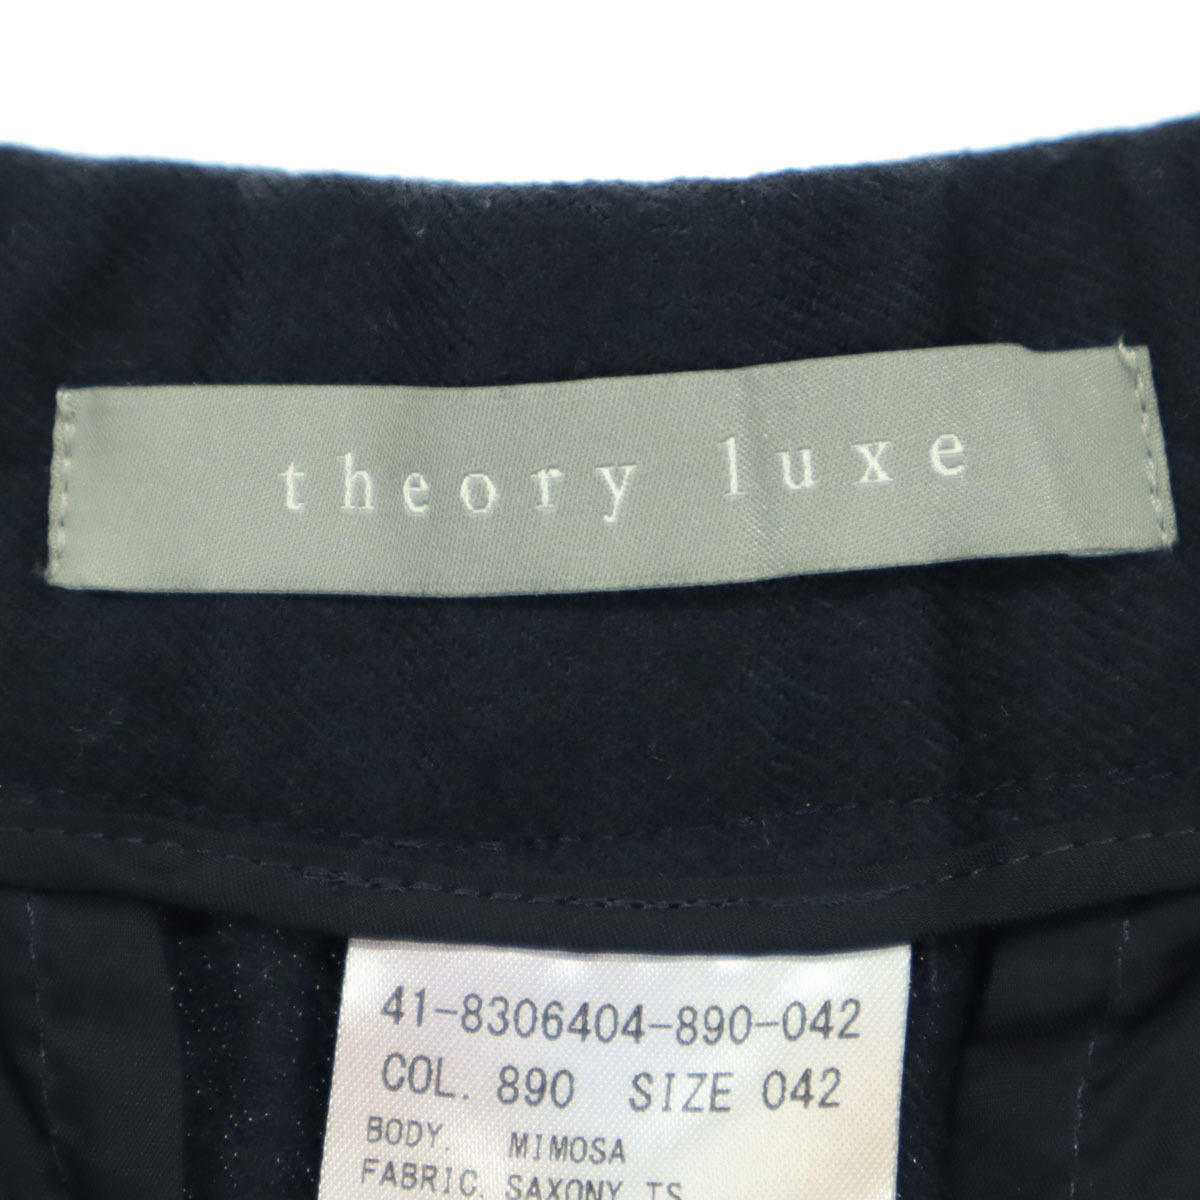 theory luxe
41-8306404-890-042
COL. 890 SIZE 042
BODY. MIMOSA
FABRIC. SAXONY TS